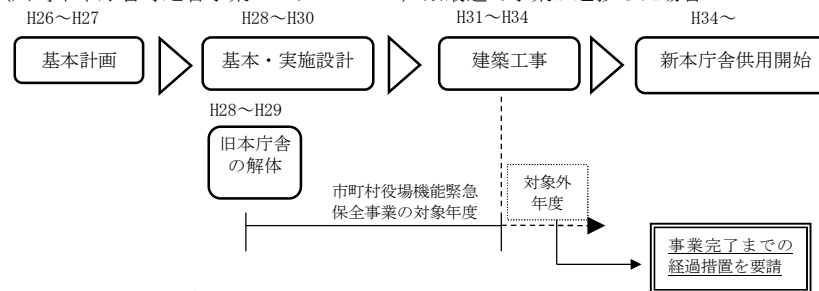 H26～H27
H28～H30
H31～H34
H34～
基本計画
基本・実施設計
建築工事
新本庁舎供用開始
H28～H29
旧本庁舎
の解体
市町村役場機能緊急
保全事業の対象年度
対象外
年度
事業完了までの
経過措置を要請